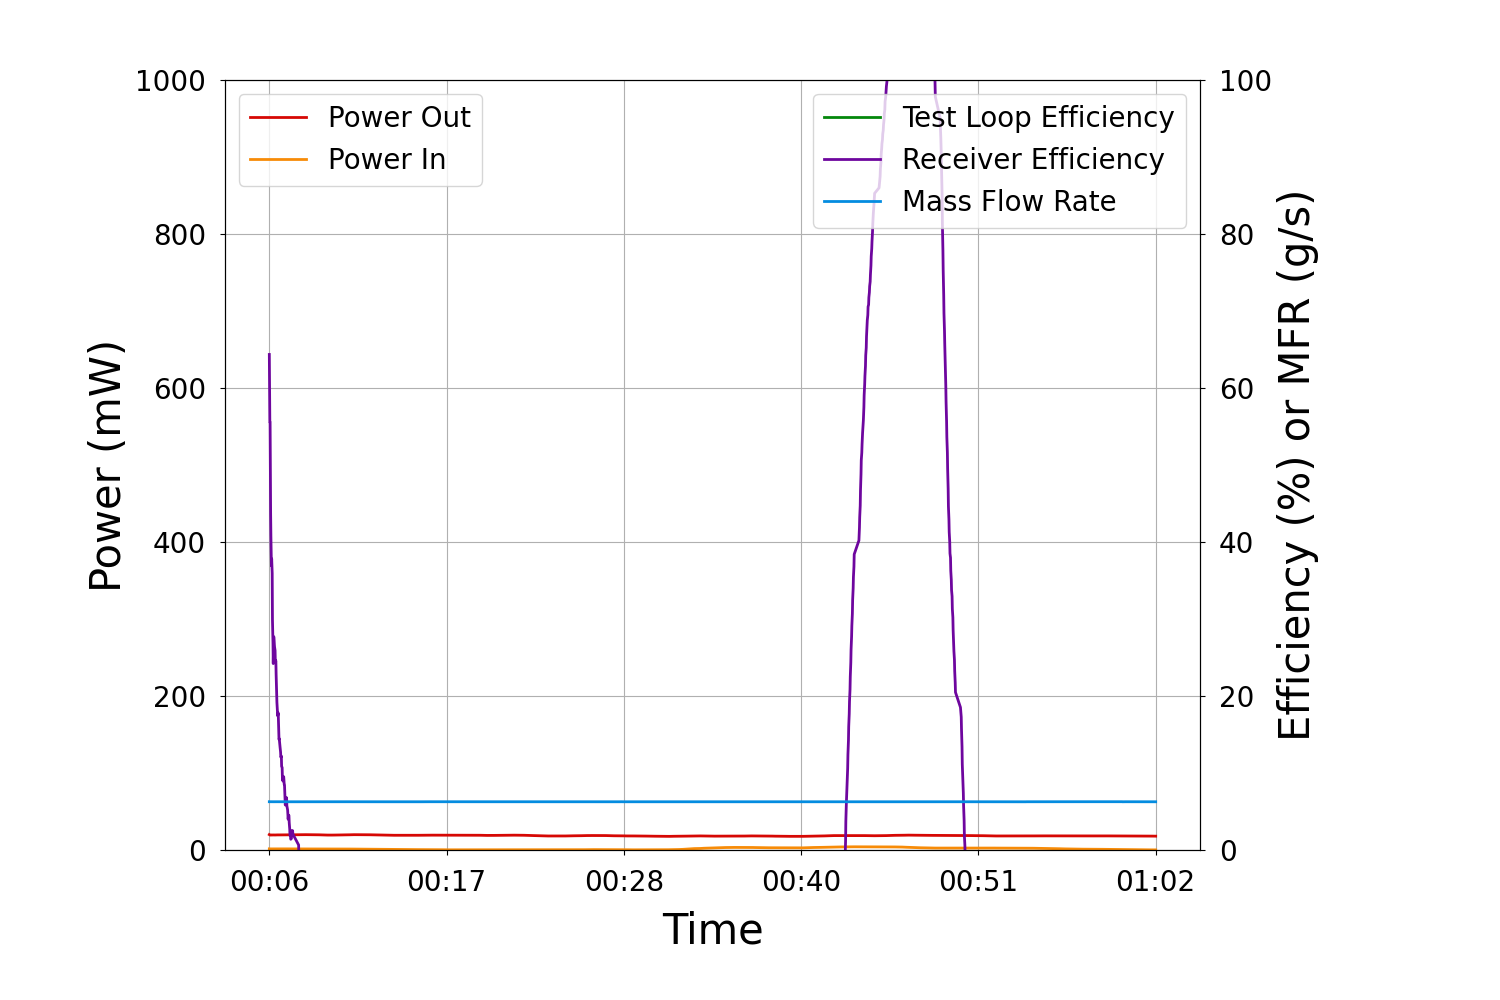 1000
800
600
400
200
0
Power (mW)
Power Out
Power In
Test Loop Efficiency
Receiver Efficiency
Mass Flow Rate
100
80
60
40
20
0
Efficiency (%) or MFR (g/s)
00:06 00:17 00:28 00:40 00:51 01:02
Time